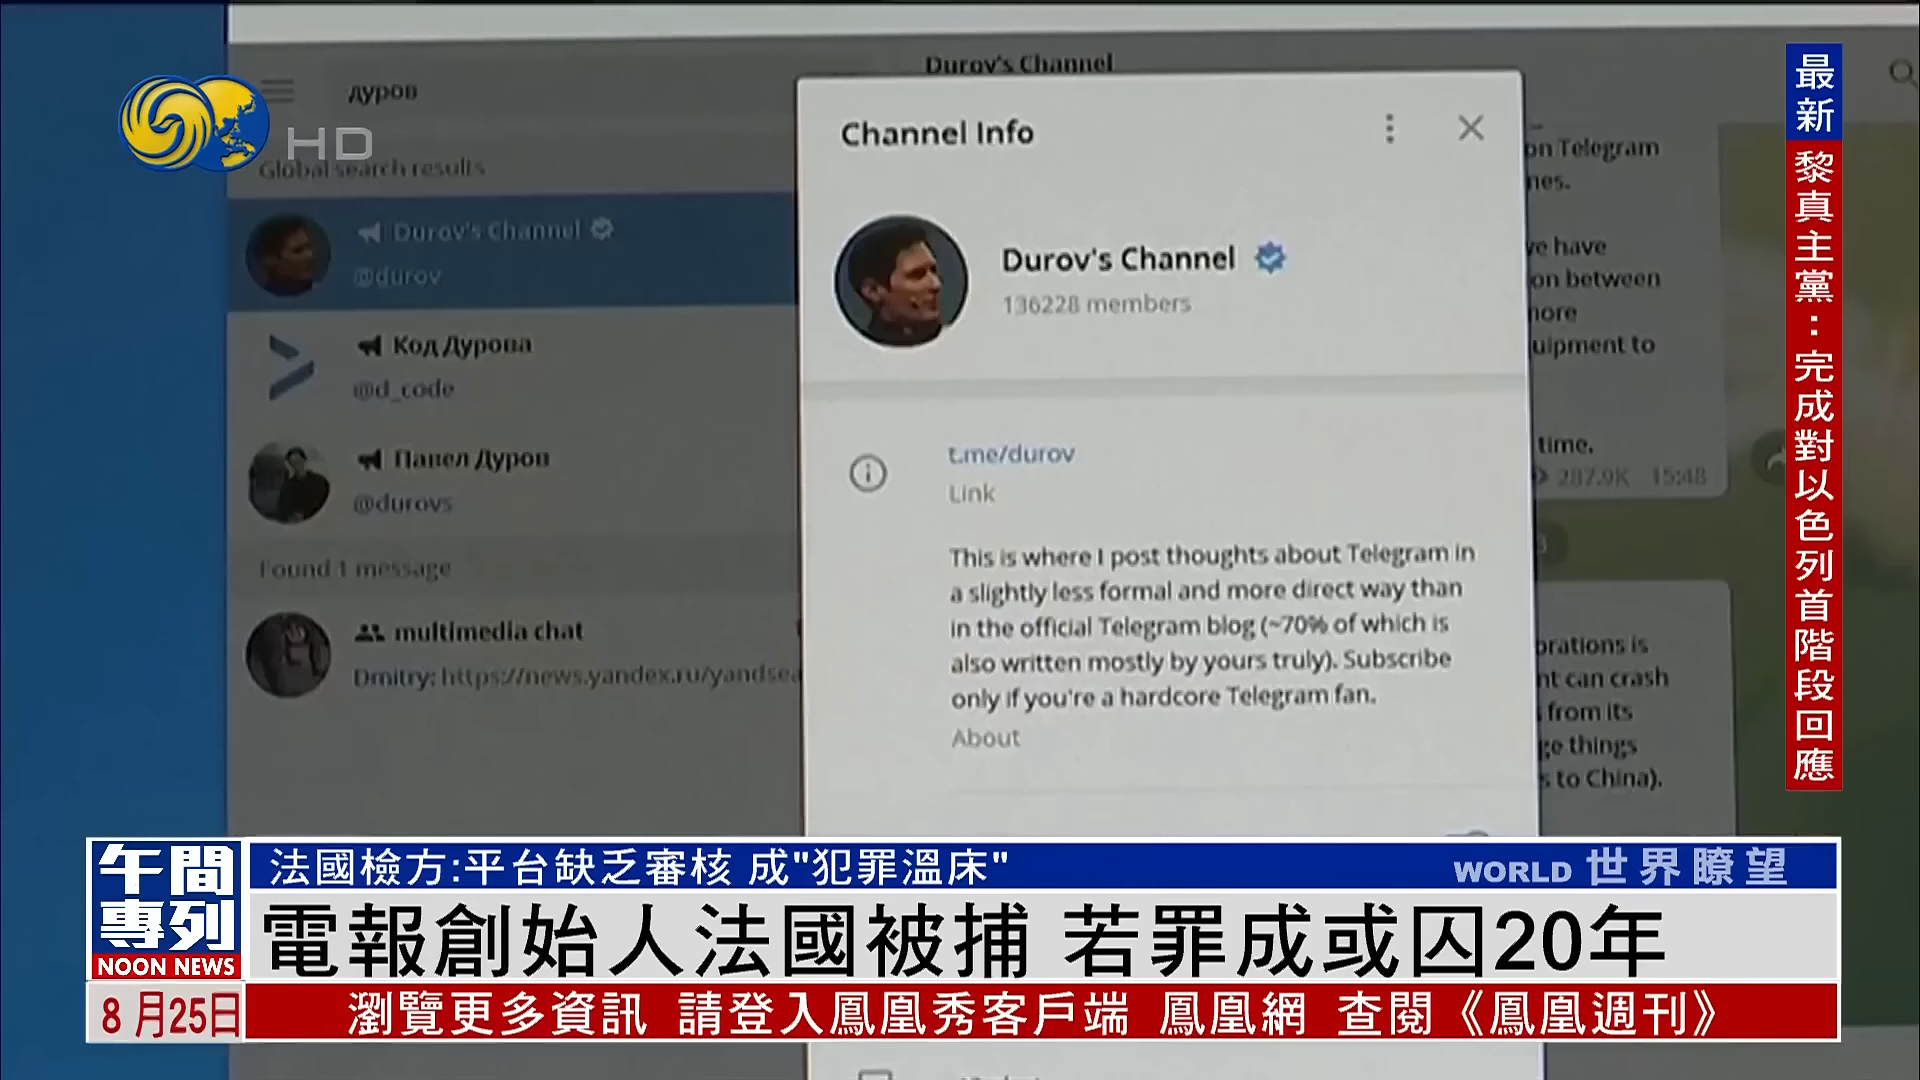 HD
дуров
Global search results
Durov's Channel
@durov
Код Дурова
@d_code
Павел Дуров
@durovs
Found 1 message
multimedia chat
Dmitry: https://news.yandex.ru/yandsea
Durov's Channel
Channel Info
Durov's Channel
136228 members
t.me/durov
Link
This is where I post thoughts about Telegram in
a slightly less formal and more direct way than
in the official Telegram blog (~70% of which is
also written mostly by yours truly). Subscribe
only if you're a hardcore Telegram fan.
About
on Telegram
nes.
ve have
on between
more
uipment to
time.
287.9K 15:48
orations is
nt can crash
from its
ge things
s to China).
最新
黎真主黨：完成對以色列首階段回應
午間
專列
NOON NEWS
法國檢方:平台缺乏審核 成"犯罪溫床"
WORLD 世界瞭望
電報創始人法國被捕 若罪成或囚20年
8月25日
瀏覽更多資訊 請登入鳳凰秀客戶端 鳳凰網 查閱《鳳凰週刊》